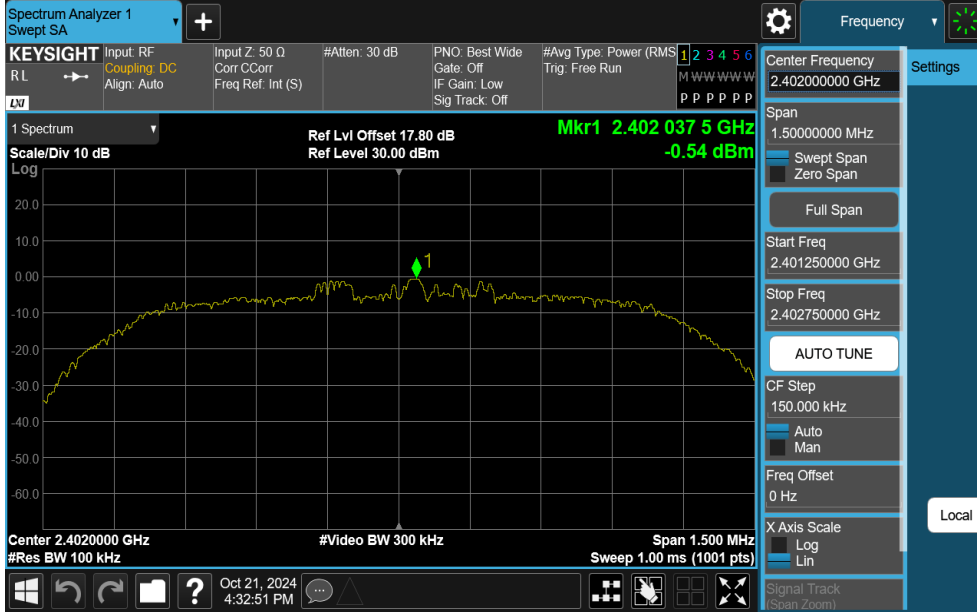 Spectrum Analyzer 1
Swept SA
+
Frequency
KEYSIGHT
R L
LXI
Input: RF
Coupling: DC
Align: Auto
Input Z: 50 Ω
Corr CCorr
Freq Ref: Int (S)
#Atten: 30 dB
PNO: Best Wide
Gate: Off
IF Gain: Low
Sig Track: Off
#Avg Type: Power (RMS
Trig: Free Run
1 2 3 4 5 6
M W W W W W
P P P P P P
1 Spectrum
Scale/Div 10 dB
Log
Ref Lvl Offset 17.80 dB
Ref Level 30.00 dBm
Mkr1 2.402 037 5 GHz
-0.54 dBm
20.0
10.0
0.00
-10.0
-20.0
-30.0
-40.0
-50.0
-60.0
1
Center 2.4020000 GHz
#Res BW 100 kHz
#Video BW 300 kHz
Span 1.500 MHz
Sweep 1.00 ms (1001 pts)
?
Oct 21, 2024
4:32:51 PM
Center Frequency
2.402000000 GHz
Span
1.50000000 MHz
Swept Span
Zero Span
Full Span
Start Freq
2.401250000 GHz
Stop Freq
2.402750000 GHz
AUTO TUNE
CF Step
150.000 kHz
Auto
Man
Freq Offset
0 Hz
X Axis Scale
Log
Lin
Signal Track
(Span Zoom)
Settings
Local